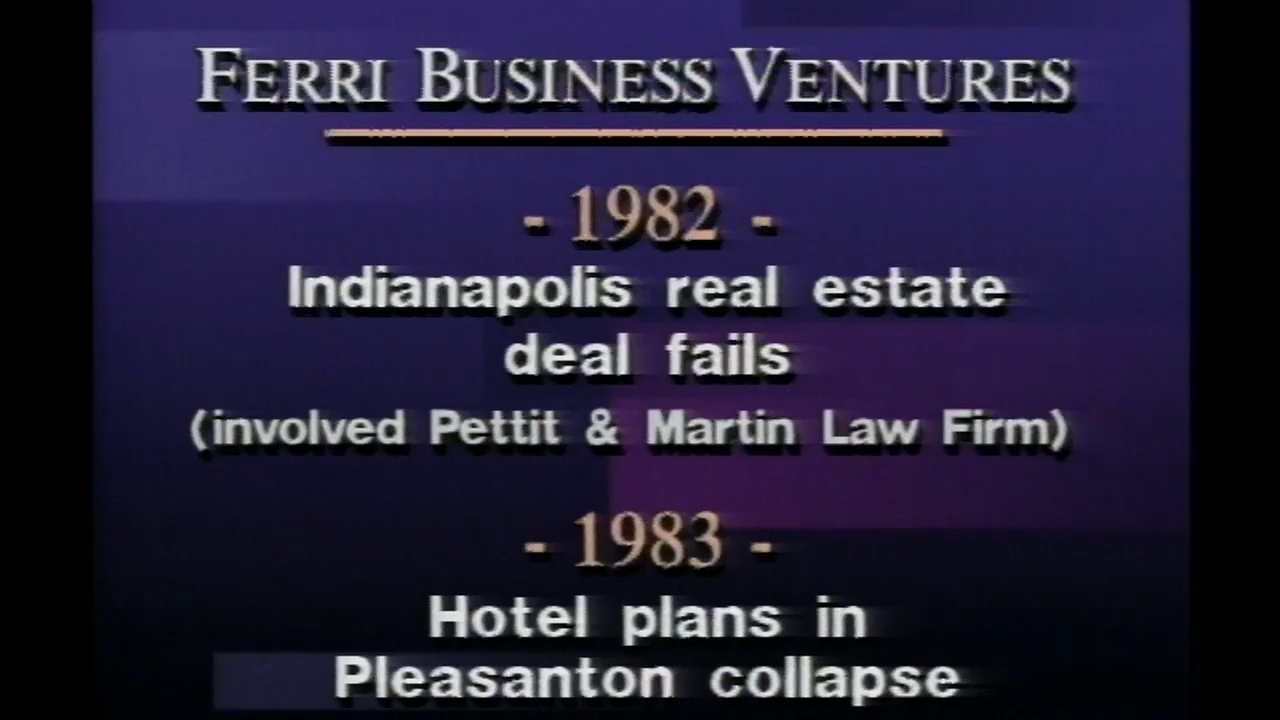 FERRI BUSINESS VENTURES
- 1982 -
Indianapolis real estate
deal fails
(involved Pettit & Martin Law Firm)
- 1983 -
Hotel plans in
Pleasanton collapse